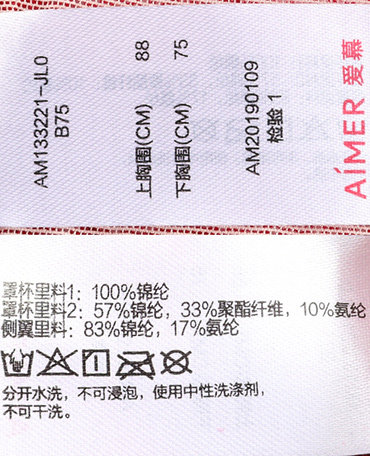 AIMER 爱慕
AM20190109
检验 1
下胸围(CM) 75
上胸围(CM) 88
B75
AM133221-JL0
罩杯里料1: 100%锦纶
罩杯里料2: 57%锦纶, 33%聚酯纤维, 10%氨纶
侧翼里料: 83%锦纶, 17%氨纶
分开水洗, 不可浸泡, 使用中性洗涤剂,
不可干洗。